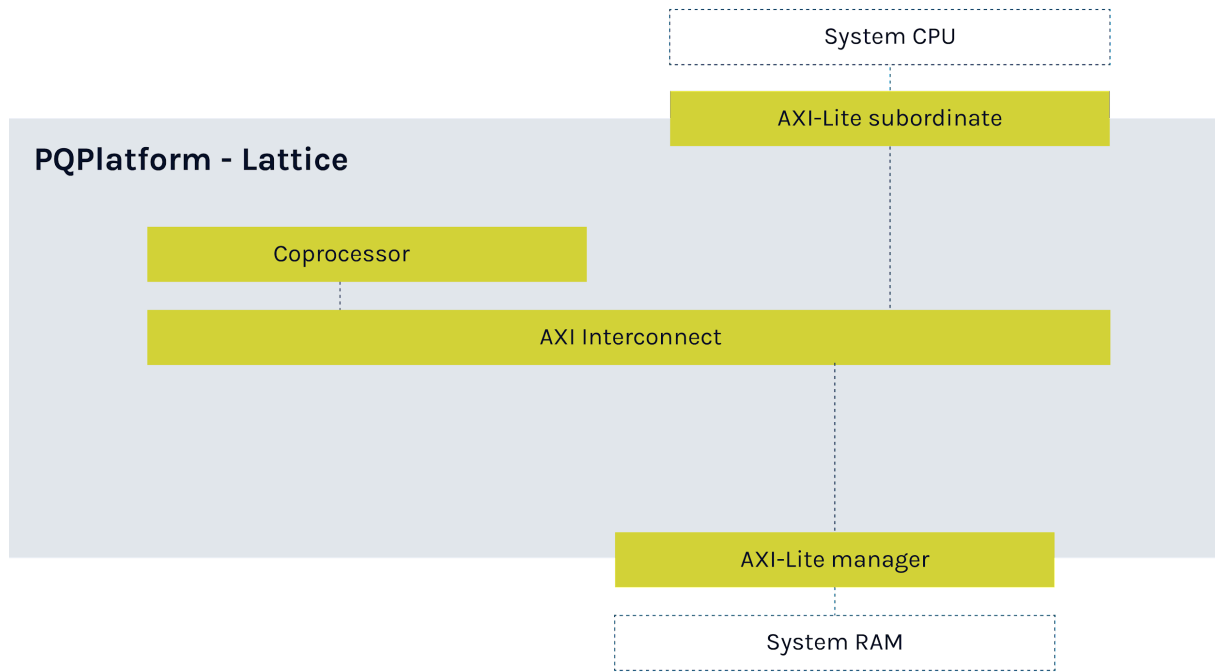 System CPU
AXI-Lite subordinate
PQPlatform - Lattice
Coprocessor
AXI Interconnect
AXI-Lite manager
System RAM